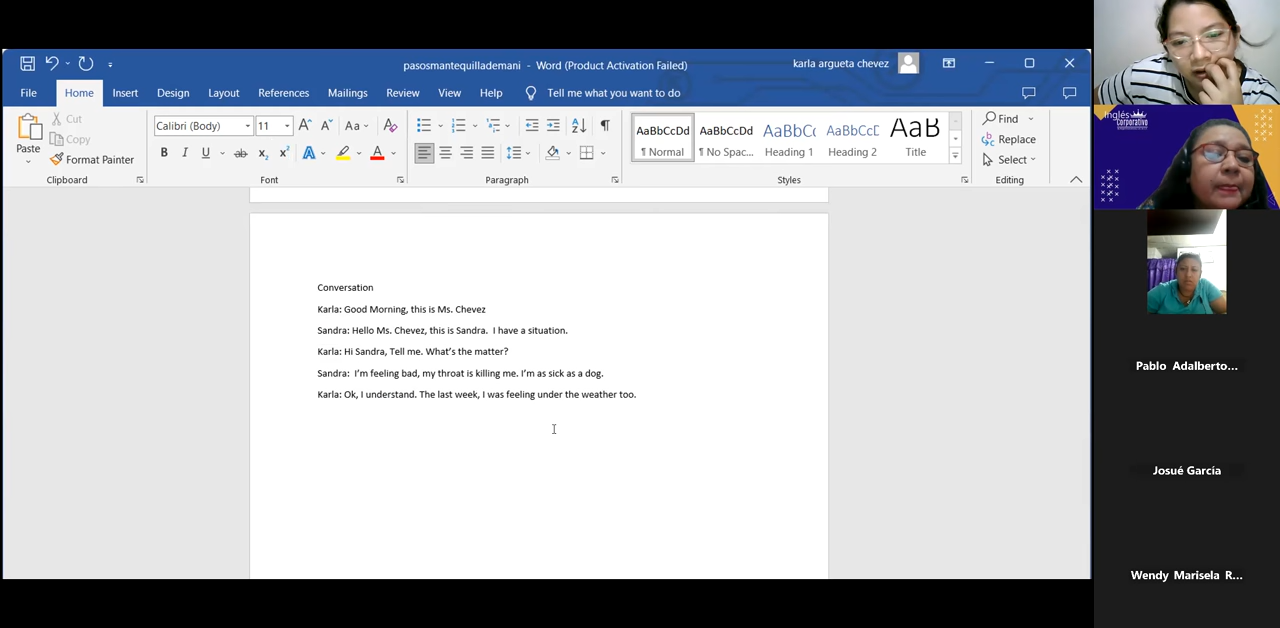 pasosmantequillademani - Word (Product Activation Failed)
karla argueta chevez
File Home Insert Design Layout References Mailings Review View Help Tell me what you want to do
Paste
Cut
Copy
Format Painter
Clipboard
Calibri (Body) 11
Font
Paragraph
AaBbCcDd AaBbCcDd AaBbCc AaBbCcD AaB
¶ Normal ¶ No Spac... Heading 1 Heading 2 Title
Styles
Find
Replace
Select
Editing
Conversation
Karla: Good Morning, this is Ms. Chevez
Sandra: Hello Ms. Chevez, this is Sandra. I have a situation.
Karla: Hi Sandra, Tell me. What's the matter?
Sandra: I'm feeling bad, my throat is killing me. I'm as sick as a dog.
Karla: Ok, I understand. The last week, I was feeling under the weather too.
Inglés
Corporativo
Pablo Adalberto...
Josué García
Wendy Marisela R...